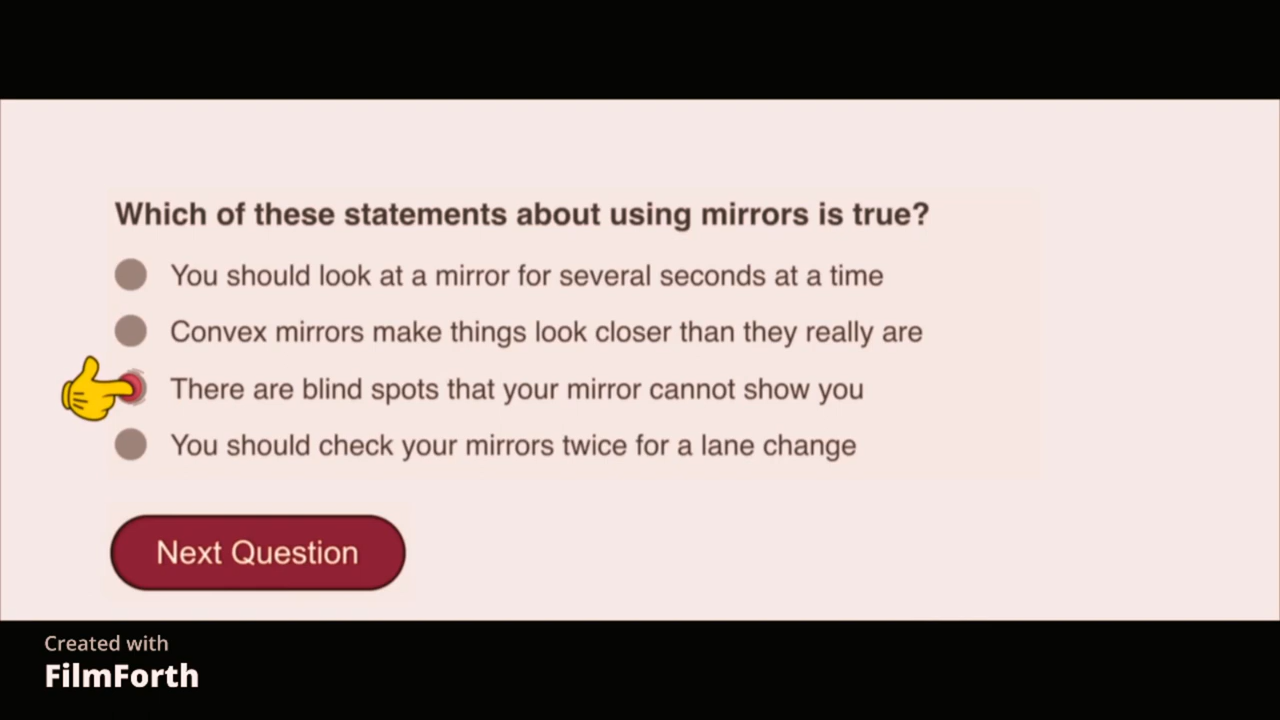 Which of these statements about using mirrors is true?
You should look at a mirror for several seconds at a time
Convex mirrors make things look closer than they really are
There are blind spots that your mirror cannot show you
You should check your mirrors twice for a lane change
Next Question
Created with
FilmForth